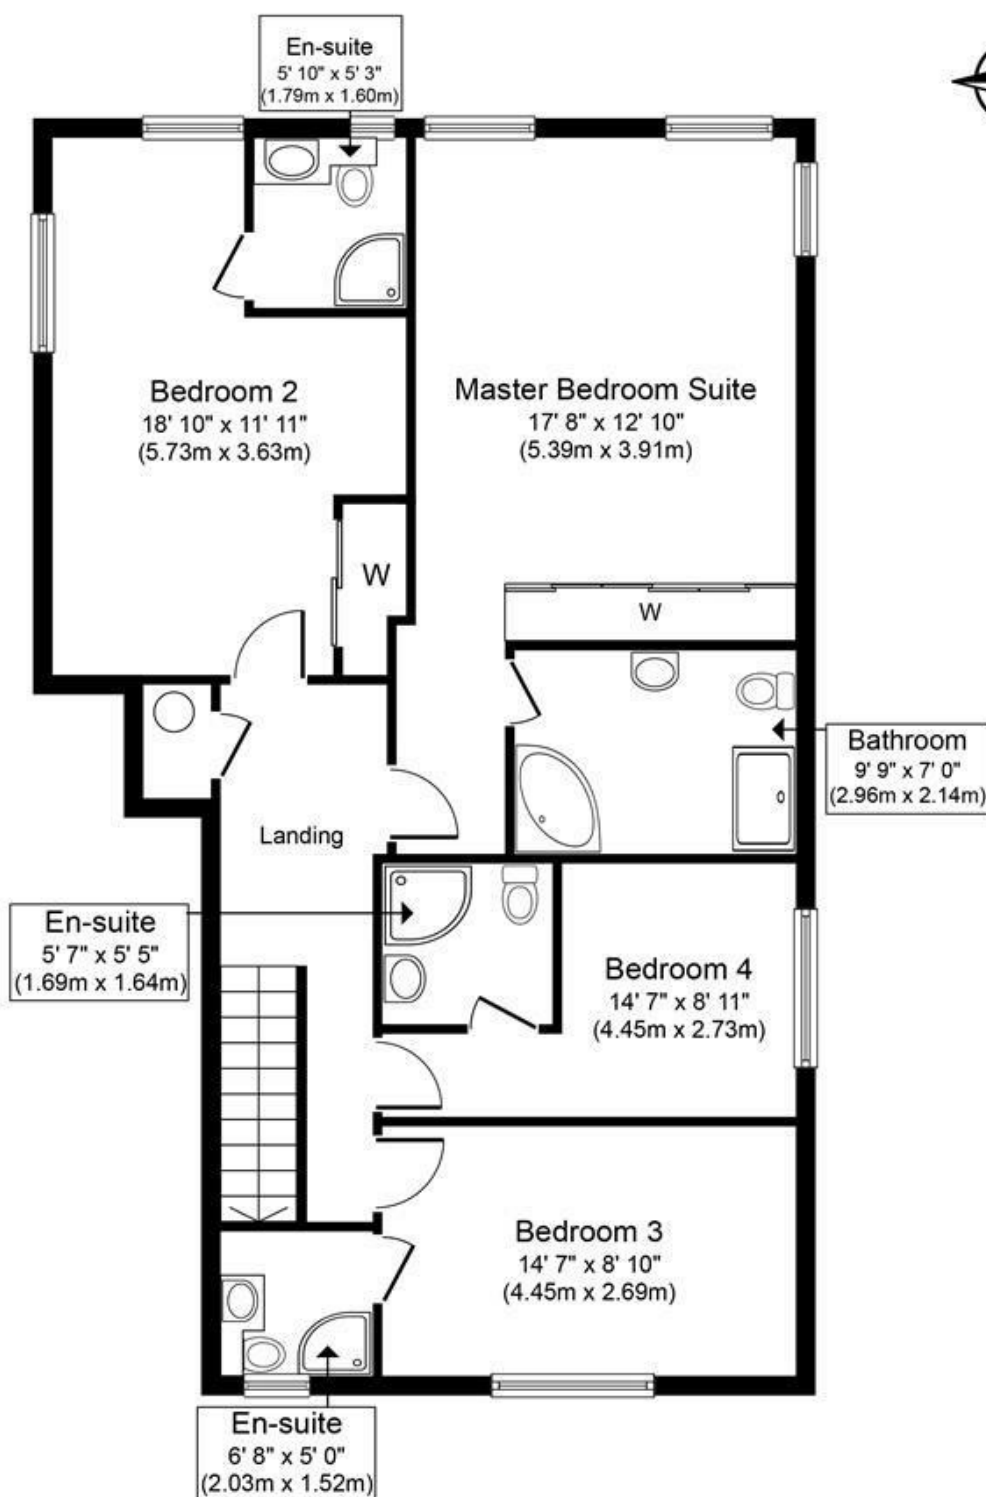 En-suite
5' 10" x 5' 3"
(1.79m x 1.60m)
Bedroom 2
18' 10" x 11' 11"
(5.73m x 3.63m)
Master Bedroom Suite
17' 8" x 12' 10"
(5.39m x 3.91m)
W
W
Bathroom
9' 9" x 7' 0"
(2.96m x 2.14m)
Landing
En-suite
5' 7" x 5' 5"
(1.69m x 1.64m)
Bedroom 4
14' 7" x 8' 11"
(4.45m x 2.73m)
Bedroom 3
14' 7" x 8' 10"
(4.45m x 2.69m)
En-suite
6' 8" x 5' 0"
(2.03m x 1.52m)